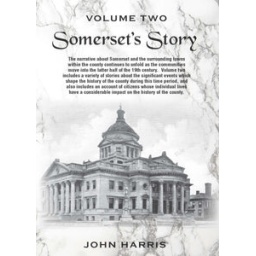 VOLUME TWO
Somerset's Story
The narrative about Somerset and the surrounding towns
within the county continues to unfold as the communities
move into the latter half of the 19th century. Volume two
includes a variety of stories about the significant events which
shape the history of the county during this time period, and
also includes an account of citizens whose individual lives
have a considerable impact on the history of the county.
JOHN HARRIS